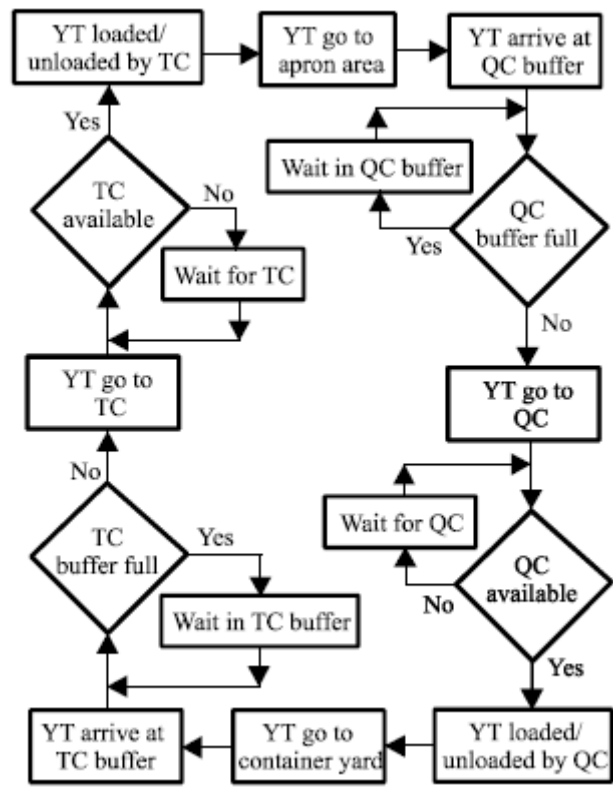 YT loaded/
unloaded by TC
YT go to
apron area
YT arrive at
QC buffer
Yes
Wait in QC buffer
TC
available
No
QC
buffer full
Yes
Wait for TC
No
YT go to
TC
YT go to
QC
No
Wait for QC
TC
buffer full
Yes
QC
available
No
Wait in TC buffer
Yes
YT arrive at
TC buffer
YT go to
container yard
YT loaded/
unloaded by QC